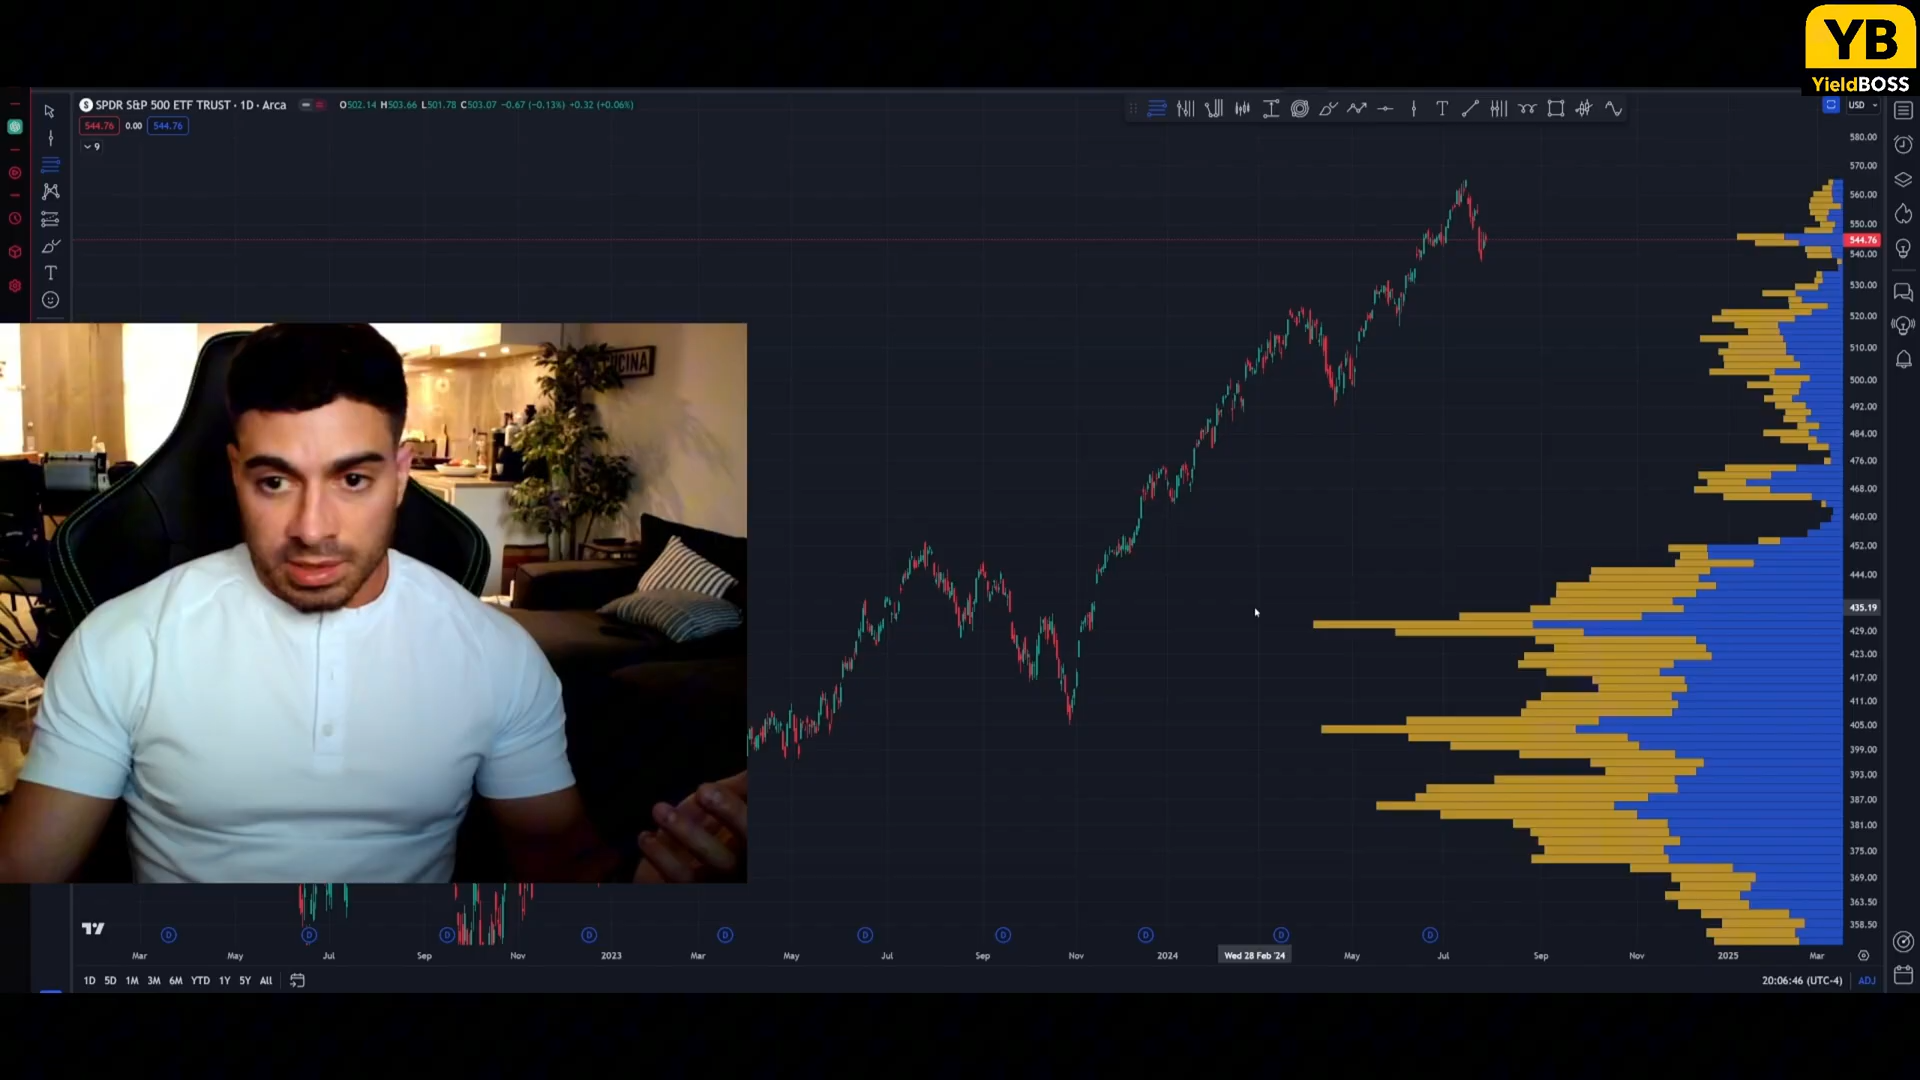 YB
YieldBOSS
SPDR S&P 500 ETF TRUST · 1D · Arca
O502.14 H503.66 L501.78 C503.07 −0.67 (−0.13%) +0.32 (+0.06%)
USD
544.76 0.00 544.76
9
580.00
570.00
560.00
550.00
544.76
540.00
530.00
520.00
510.00
500.00
492.00
484.00
476.00
468.00
460.00
452.00
444.00
435.19
429.00
423.00
417.00
411.00
405.00
399.00
393.00
387.00
381.00
375.00
369.00
363.50
358.50
CUCINA
D D D D D D D D D D
Mar May Jul Sep Nov 2023 Mar May Jul Sep Nov 2024 Wed 28 Feb '24 May Jul Sep Nov 2025 Mar
1D 5D 1M 3M 6M YTD 1Y 5Y All
20:06:46 (UTC-4) ADJ